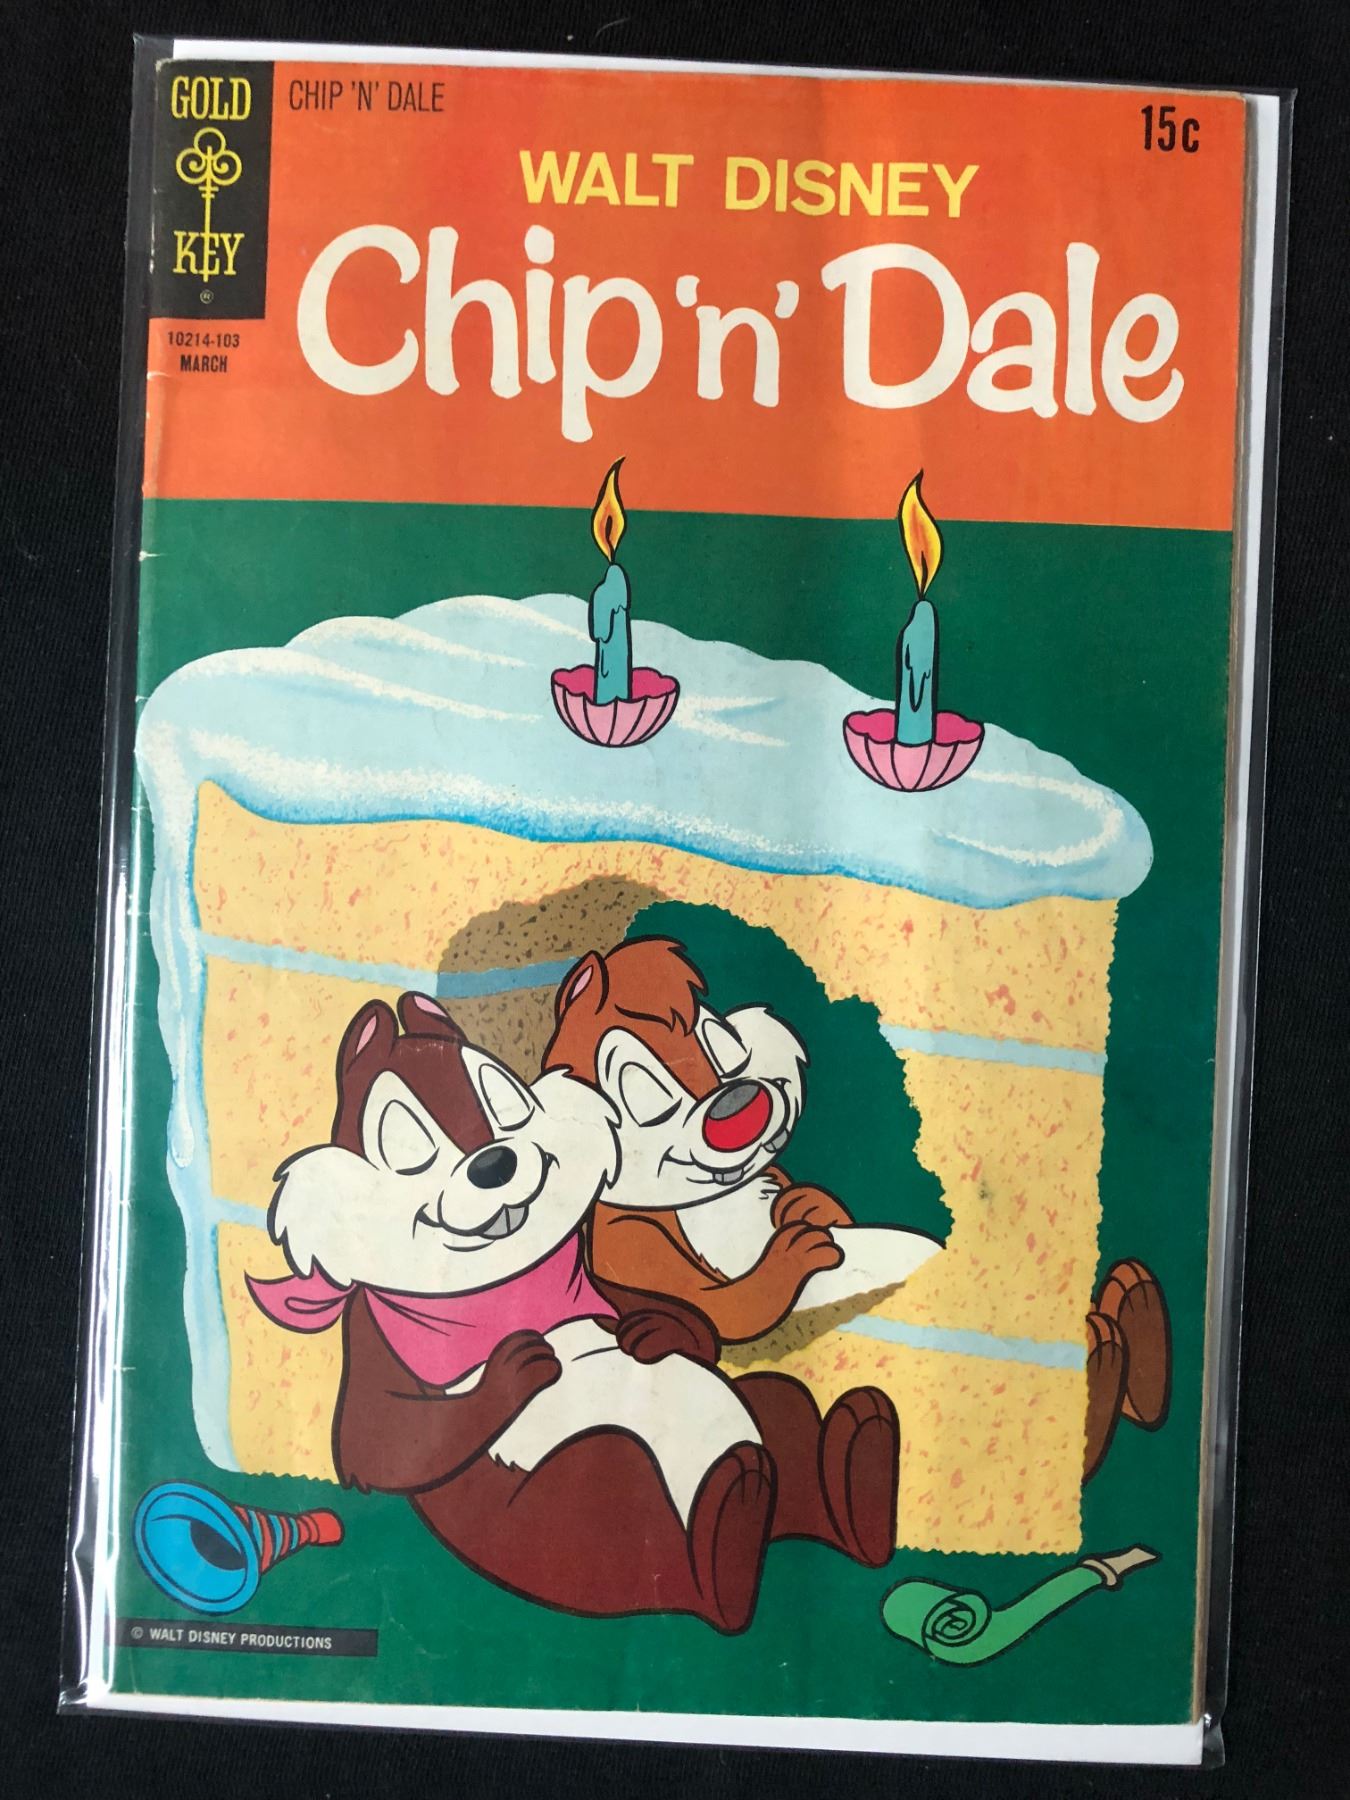 GOLD
KEY
®
10214-103
MARCH
CHIP 'N' DALE
15c
WALT DISNEY
Chip 'n' Dale
© WALT DISNEY PRODUCTIONS